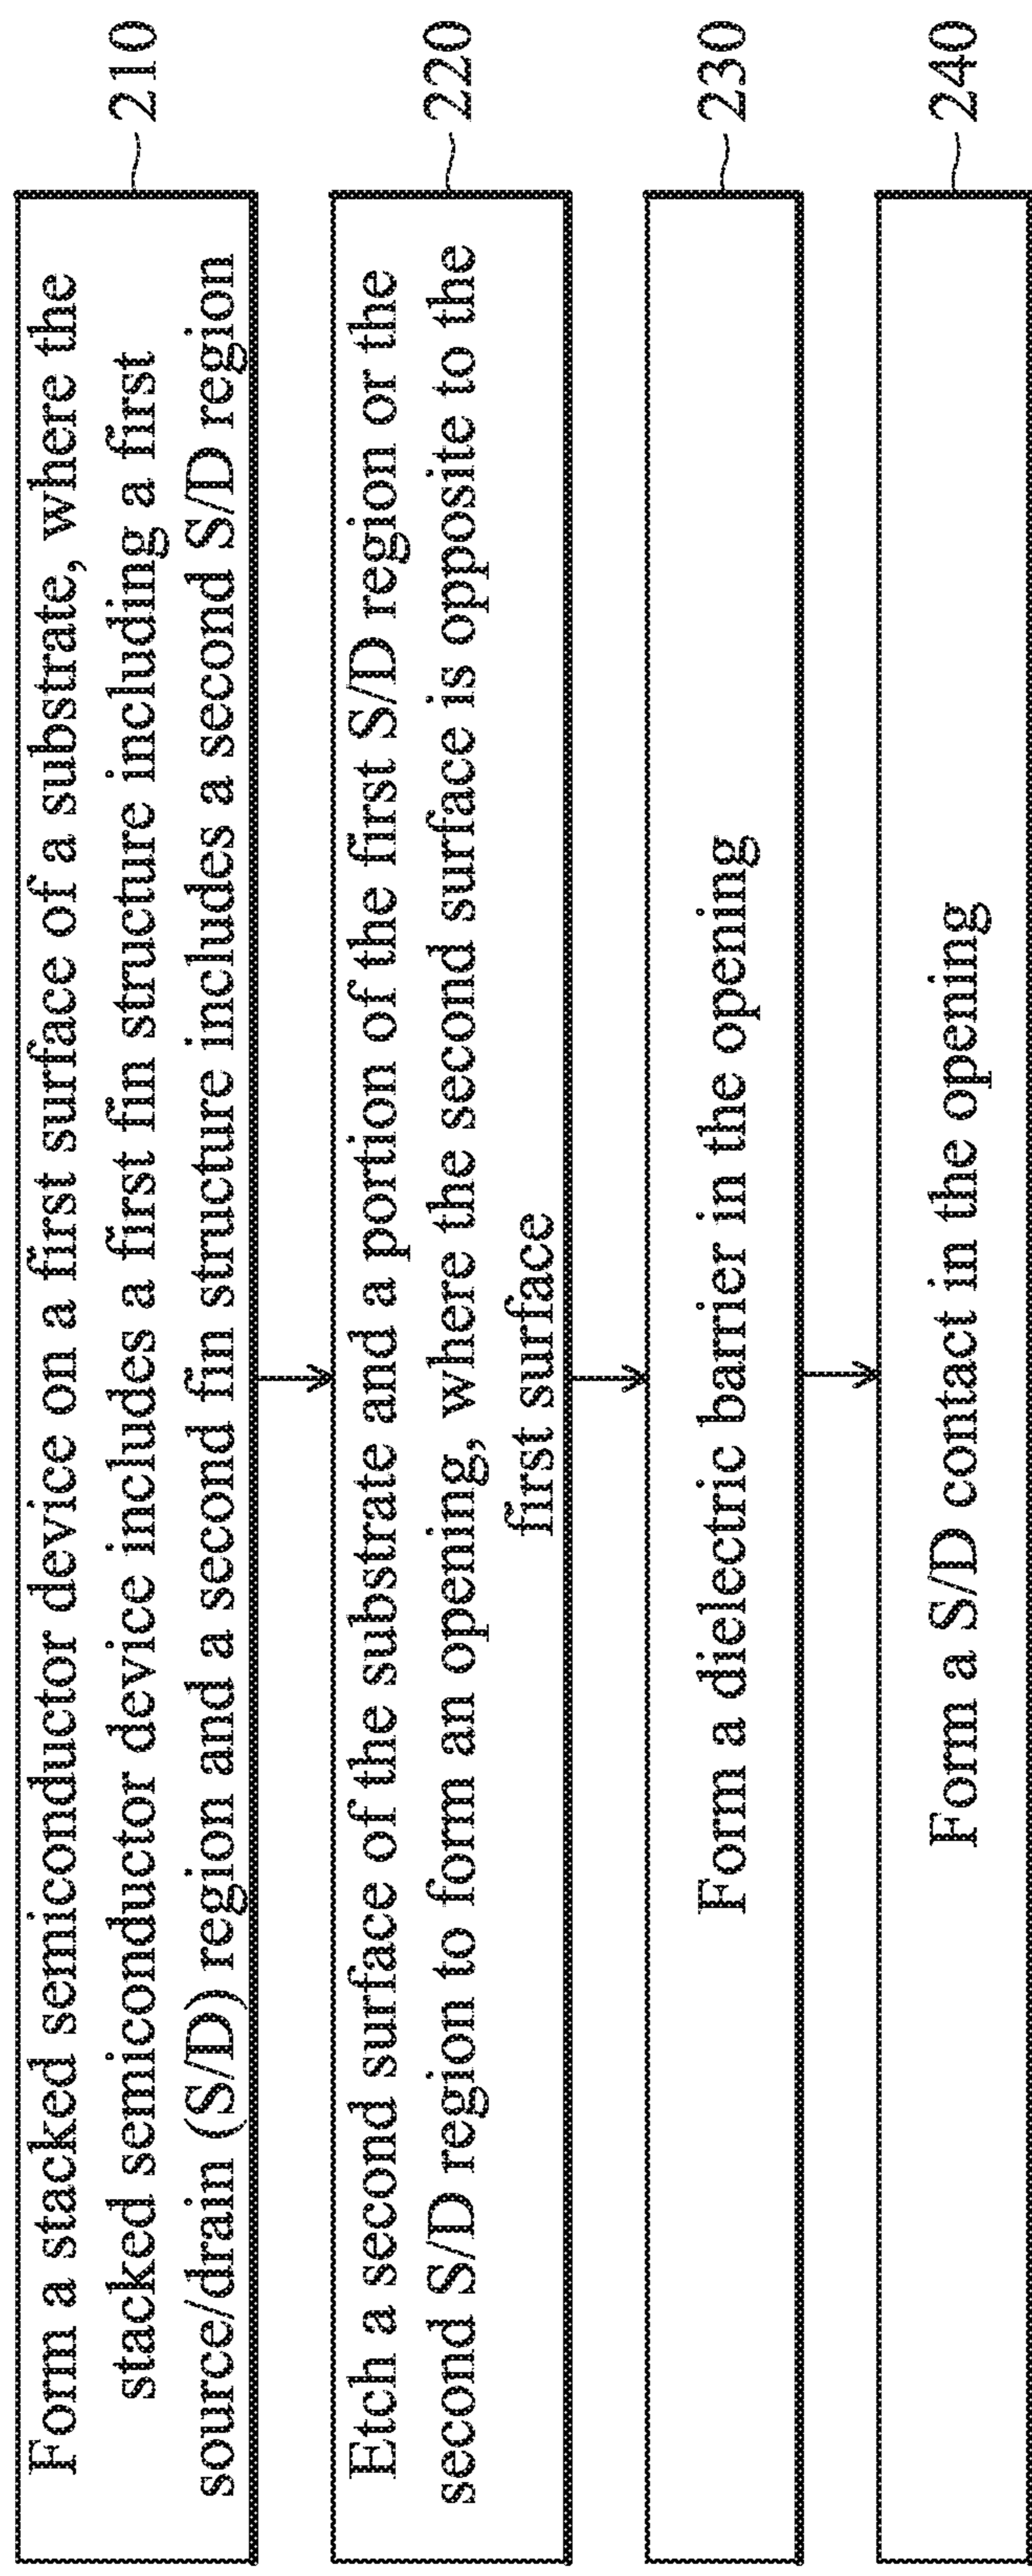 Form a stacked semiconductor device on a first surface of a substrate, where the
stacked semiconductor device includes a first fin structure including a first
source/drain (S/D) region and a second fin structure includes a second S/D region
210
Etch a second surface of the substrate and a portion of the first S/D region or the
second S/D region to form an opening, where the second surface is opposite to the
first surface
220
Form a dielectric barrier in the opening
230
Form a S/D contact in the opening
240